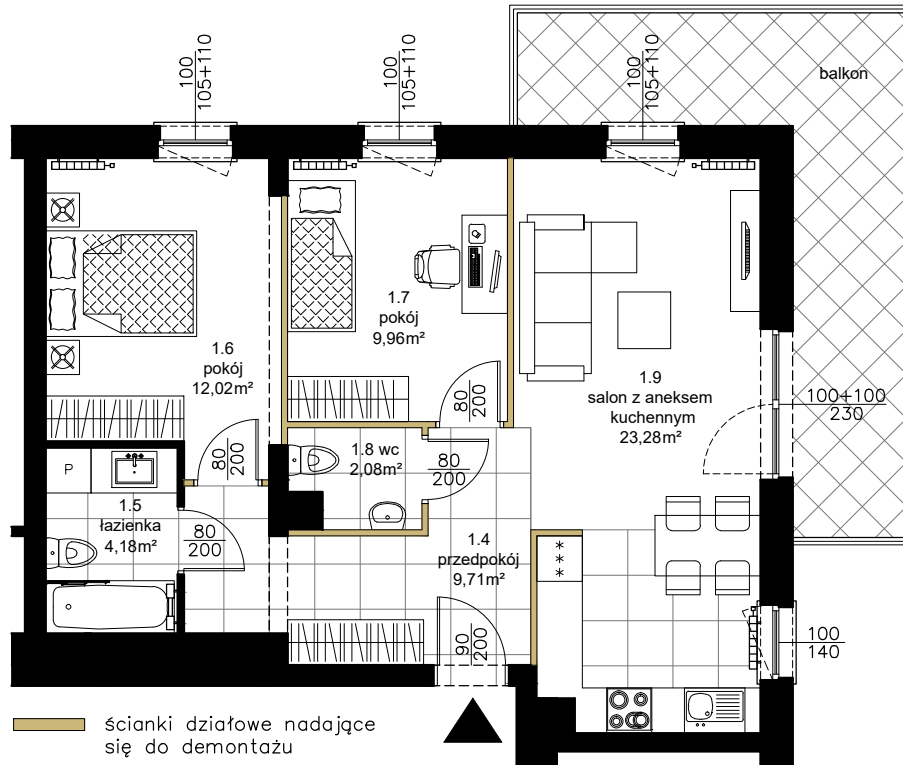 balkon
100
105+110
100
105+110
100
105+110
1.6
pokój
12,02m²
1.7
pokój
9,96m²
1.9
salon z aneksem
kuchennym
23,28m²
100+100
230
80
200
80
200
1.8 wc
2,08m²
80
200
P
1.5
łazienka
4,18m²
80
200
1.4
przedpokój
9,71m²
***
90
200
100
140
ścianki działowe nadające
się do demontażu